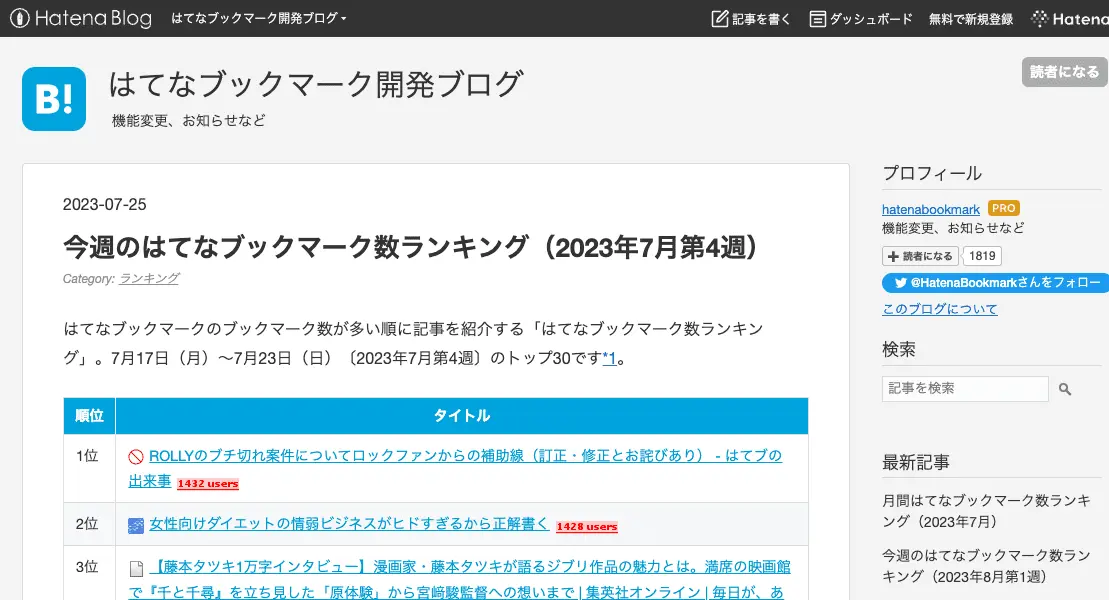 Hatena Blog はてなブックマーク開発ブログ 記事を書く ダッシュボード 無料で新規登録 Hatena
B!
はてなブックマーク開発ブログ
機能変更、お知らせなど
読者になる
2023-07-25
今週のはてなブックマーク数ランキング（2023年7月第4週）
Category: ランキング
はてなブックマークのブックマーク数が多い順に記事を紹介する「はてなブックマーク数ランキン
グ」。7月17日（月）〜7月23日（日）〔2023年7月第4週〕のトップ30です*1。
順位 タイトル
1位 ROLLYのブチ切れ案件についてロックファンからの補助線（訂正・修正とお詫びあり） - はてブの
出来事 1432 users
2位 女性向けダイエットの情弱ビジネスがヒドすぎるから正解書く 1428 users
3位 【藤本タツキ1万字インタビュー】漫画家・藤本タツキが語るジブリ作品の魅力とは。満席の映画館
で『千と千尋』を立ち見した「原体験」から宮﨑駿監督への想いまで | 集英社オンライン | 毎日が、あ
プロフィール
hatenabookmark PRO
機能変更、お知らせなど
読者になる 1819
@HatenaBookmarkさんをフォロー
このブログについて
検索
記事を検索
最新記事
月間はてなブックマーク数ランキ
ング（2023年7月）
今週のはてなブックマーク数ラン
キング（2023年8月第1週）